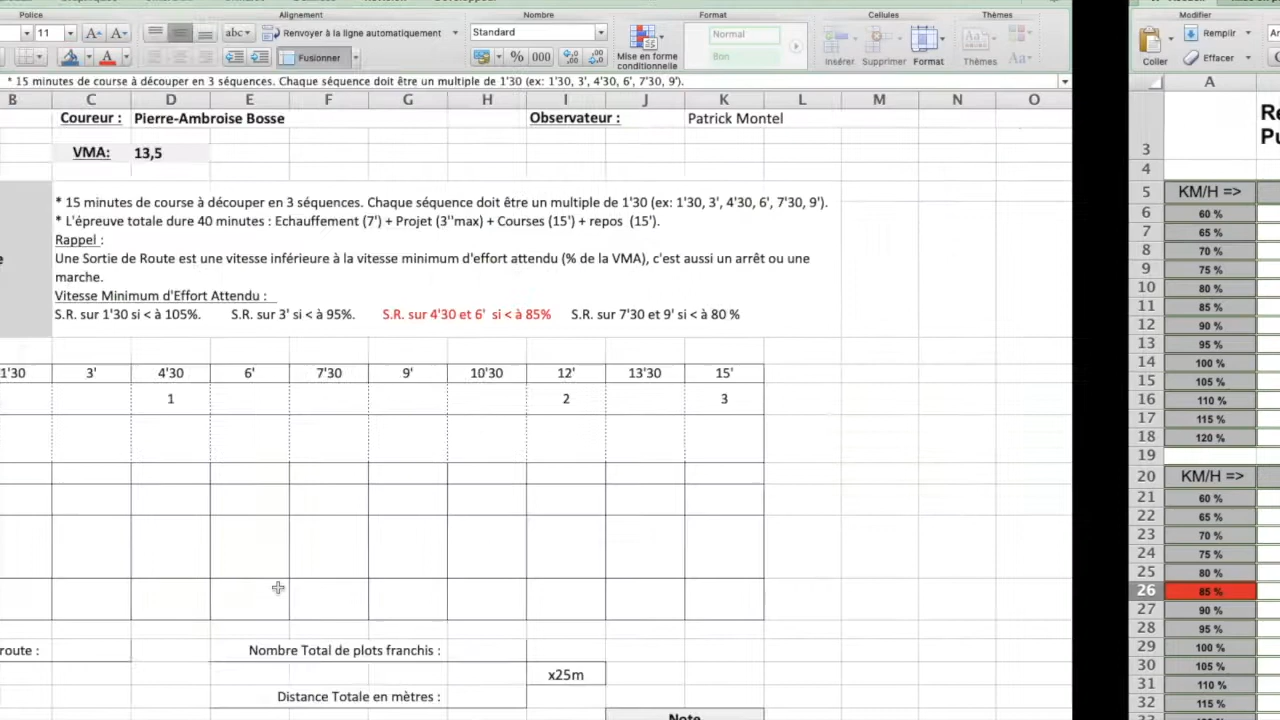 Police
Alignement
Nombre
Format
Cellules
Thèmes
Modifier
11 A A abc Renvoyer à la ligne automatiquement Standard Normal
Remplir
A Fusionner % 000 Mise en forme conditionnelle Bon Insérer Supprimer Format Thèmes Aa
Coller Effacer
* 15 minutes de course à découper en 3 séquences. Chaque séquence doit être un multiple de 1'30 (ex: 1'30, 3', 4'30, 6', 7'30, 9').
B C D E F G H I J K L M N O
A
Coureur : Pierre-Ambroise Bosse Observateur : Patrick Montel
VMA: 13,5
* 15 minutes de course à découper en 3 séquences. Chaque séquence doit être un multiple de 1'30 (ex: 1'30, 3', 4'30, 6', 7'30, 9').
* L'épreuve totale dure 40 minutes : Echauffement (7') + Projet (3''max) + Courses (15') + repos (15').
Rappel :
Une Sortie de Route est une vitesse inférieure à la vitesse minimum d'effort attendu (% de la VMA), c'est aussi un arrêt ou une
marche.
Vitesse Minimum d'Effort Attendu :
S.R. sur 1'30 si < à 105%. S.R. sur 3' si < à 95%. S.R. sur 4'30 et 6' si < à 85% S.R. sur 7'30 et 9' si < à 80 %
1'30 3' 4'30 6' 7'30 9' 10'30 12' 13'30 15'
1 2 3
route : Nombre Total de plots franchis :
x25m
Distance Totale en mètres :
Note
3
4
5 KM/H =>
6 60 %
7 65 %
8 70 %
9 75 %
10 80 %
11 85 %
12 90 %
13 95 %
14 100 %
15 105 %
16 110 %
17 115 %
18 120 %
19
20 KM/H =>
21 60 %
22 65 %
23 70 %
24 75 %
25 80 %
26 85 %
27 90 %
28 95 %
29 100 %
30 105 %
31 110 %
32 115 %
33